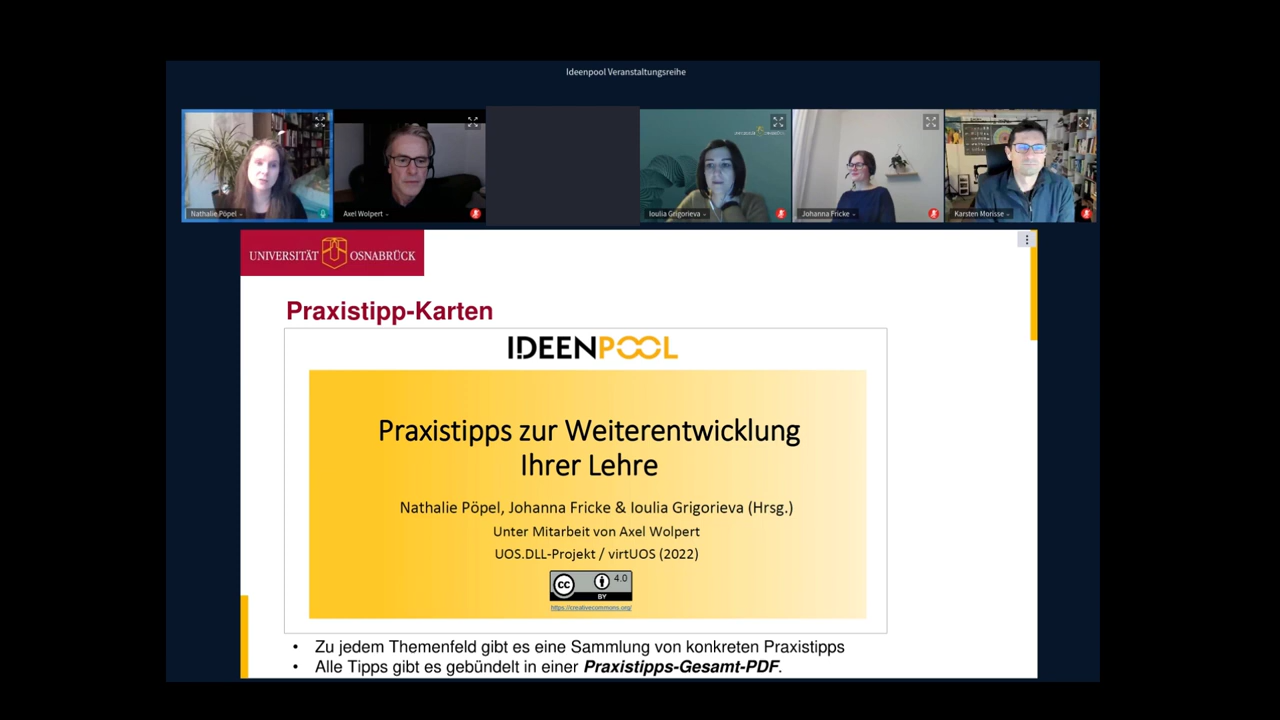 Ideenpool Veranstaltungsreihe
Nathalie Pöpel
Axel Wolpert
Ioulia Grigorieva
Johanna Fricke
Karsten Morisse
UNIVERSITÄT OSNABRÜCK
UNIVERSITÄT OSNABRÜCK
Praxistipp-Karten
IDEENPOOL
Praxistipps zur Weiterentwicklung
Ihrer Lehre
Nathalie Pöpel, Johanna Fricke & Ioulia Grigorieva (Hrsg.)
Unter Mitarbeit von Axel Wolpert
UOS.DLL-Projekt / virtUOS (2022)
cc 4.0
BY
https://creativecommons.org/
• Zu jedem Themenfeld gibt es eine Sammlung von konkreten Praxistipps
• Alle Tipps gibt es gebündelt in einer Praxistipps-Gesamt-PDF.